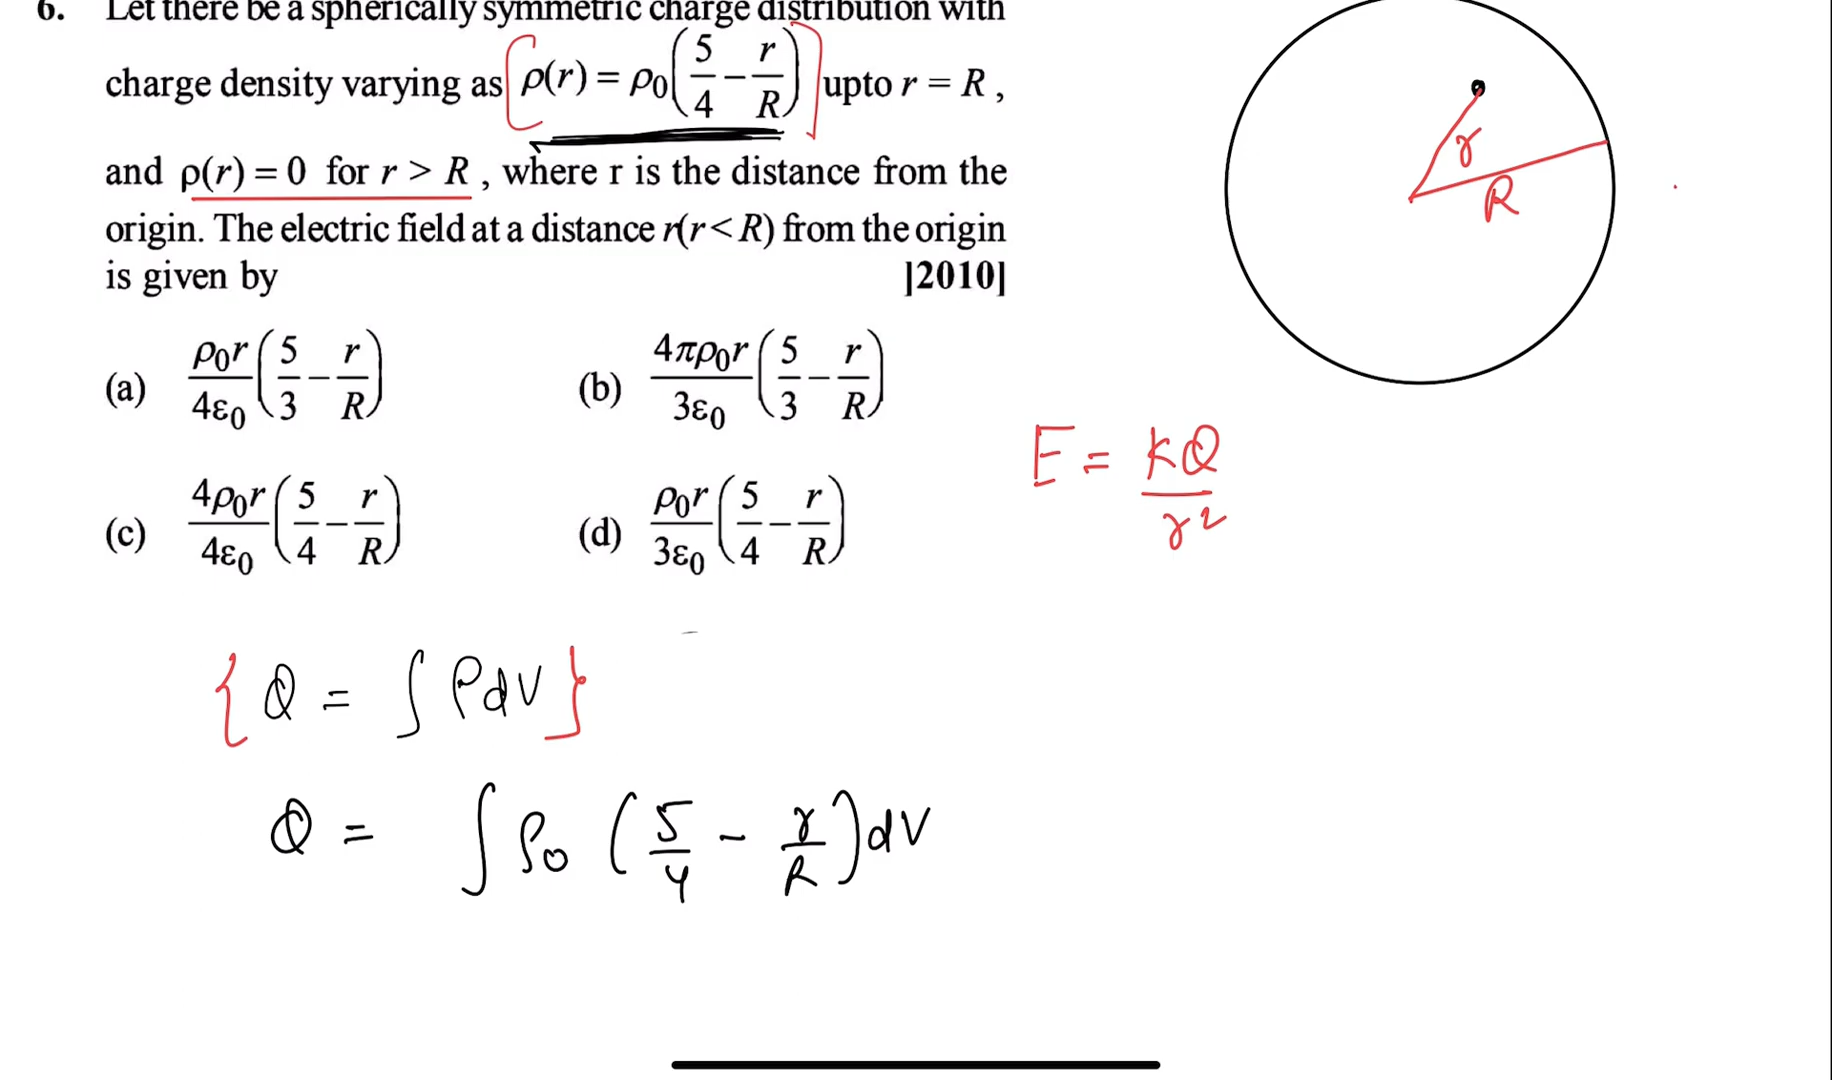 6. Let there be a spherically symmetric charge distribution with
charge density varying as ρ(r) = ρ₀(5/4 − r/R) upto r = R ,
and ρ(r) = 0 for r > R , where r is the distance from the
origin. The electric field at a distance r(r < R) from the origin
is given by ]2010]
(a) ρ₀r/4ε₀ (5/3 − r/R) (b) 4πρ₀r/3ε₀ (5/3 − r/R)
(c) 4ρ₀r/4ε₀ (5/4 − r/R) (d) ρ₀r/3ε₀ (5/4 − r/R)
r
R
E = KQ/r²
{ Q = ∫ ρdV }
Q = ∫ ρ₀ (5/4 − r/R) dV